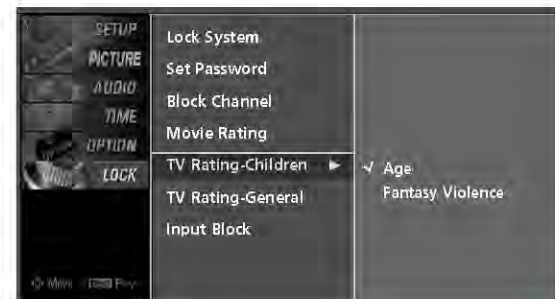 SETUP
PICTURE
AUDIO
TIME
OPTION
LOCK
Lock System
Set Password
Block Channel
Movie Rating
TV Rating-Children ►
TV Rating-General
Input Block
✓ Age
Fantasy Violence
Move
Prev